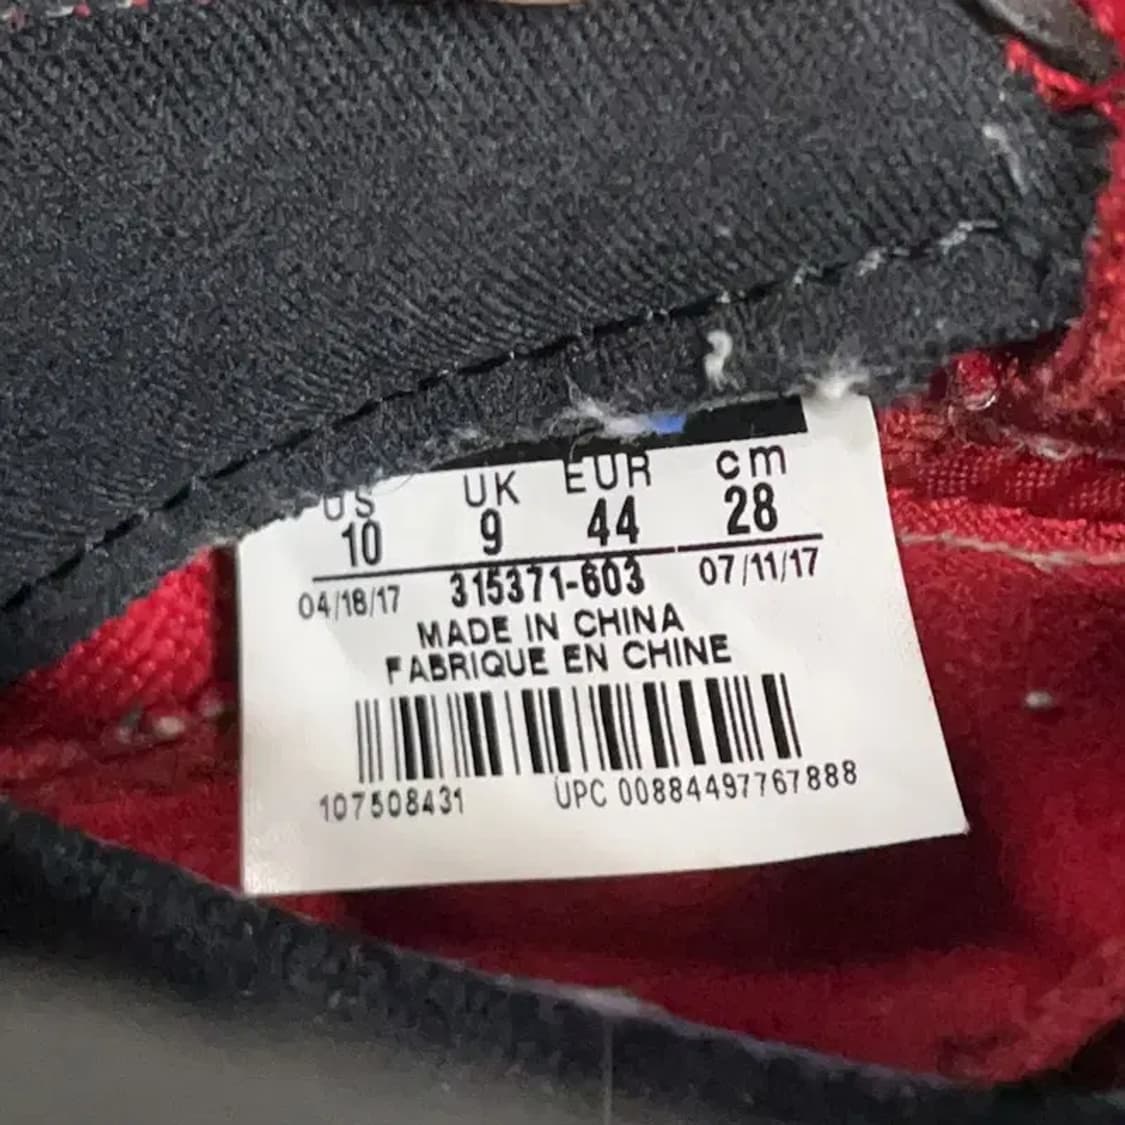 US UK EUR cm
10 9 44 28
04/18/17 315371-603 07/11/17
MADE IN CHINA
FABRIQUE EN CHINE
107508431 UPC 00884497767888